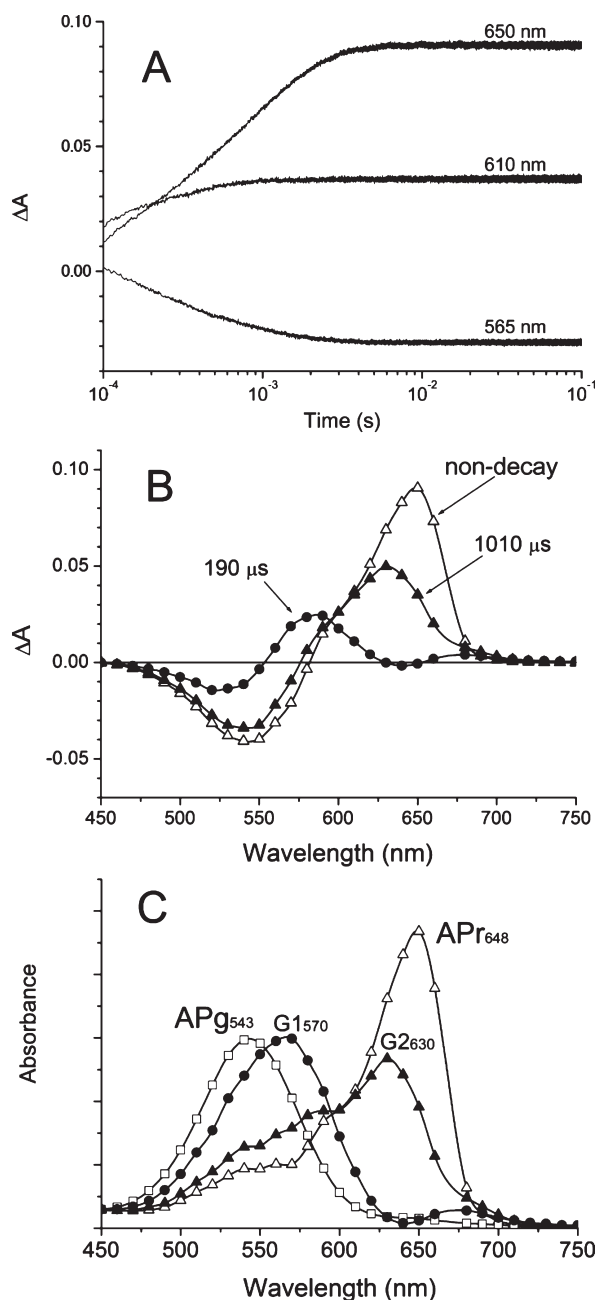 A
0.10
0.05
0.00
ΔA
650 nm
610 nm
565 nm
10-4
10-3
10-2
10-1
Time (s)
B
0.10
0.05
0.00
-0.05
ΔA
non-decay
1010 μs
190 μs
450 500 550 600 650 700 750
Wavelength (nm)
C
APr648
APg543
G1570
G2630
Absorbance
450 500 550 600 650 700 750
Wavelength (nm)